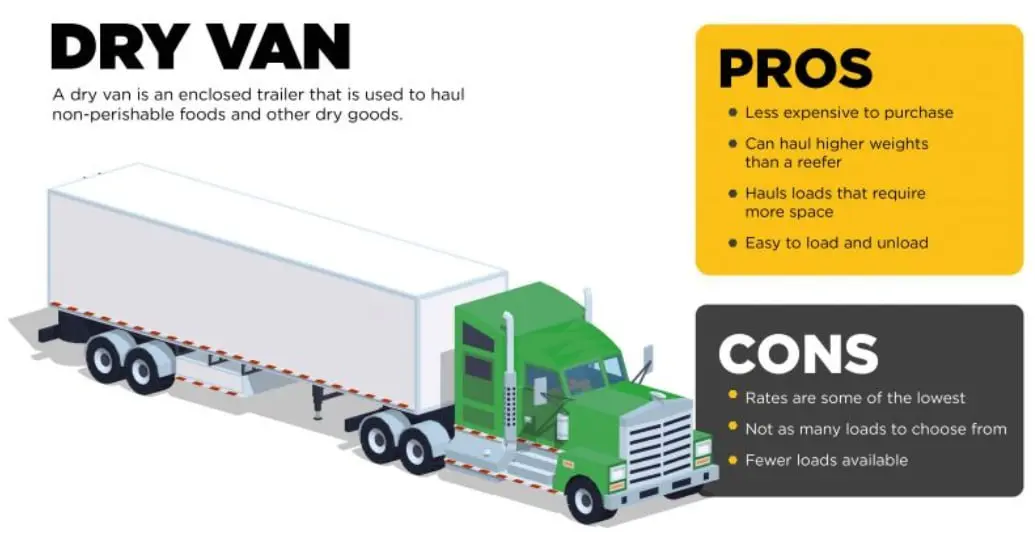 DRY VAN
A dry van is an enclosed trailer that is used to haul
non-perishable foods and other dry goods.
PROS
Less expensive to purchase
Can haul higher weights
than a reefer
Hauls loads that require
more space
Easy to load and unload
CONS
Rates are some of the lowest
Not as many loads to choose from
Fewer loads available